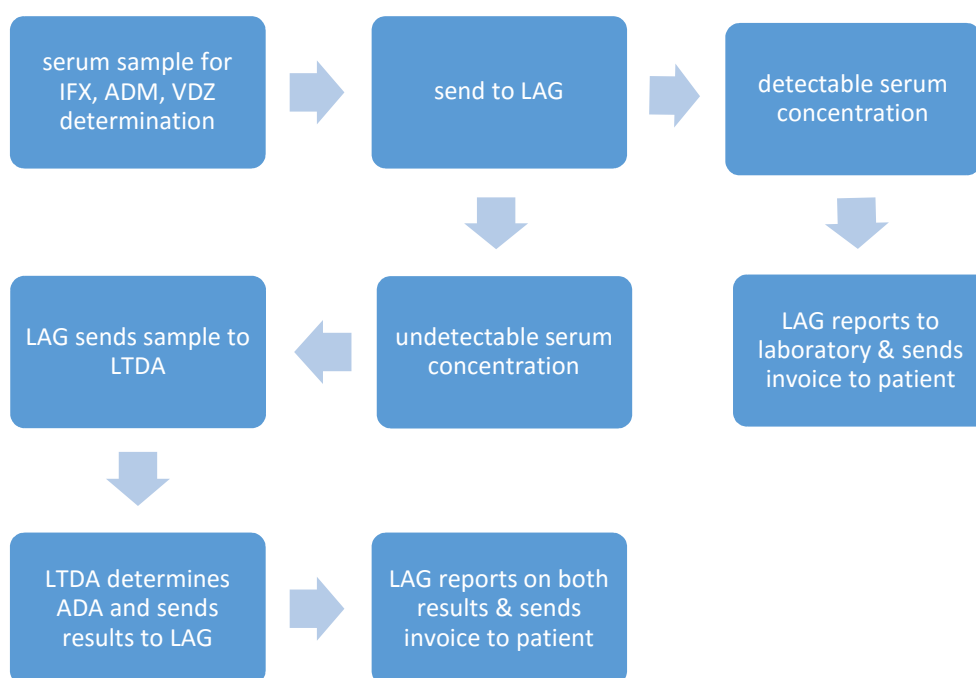 serum sample for
IFX, ADM, VDZ
determination
send to LAG
detectable serum
concentration
LAG sends sample to
LTDA
undetectable serum
concentration
LAG reports to
laboratory & sends
invoice to patient
LTDA determines
ADA and sends
results to LAG
LAG reports on both
results & sends
invoice to patient